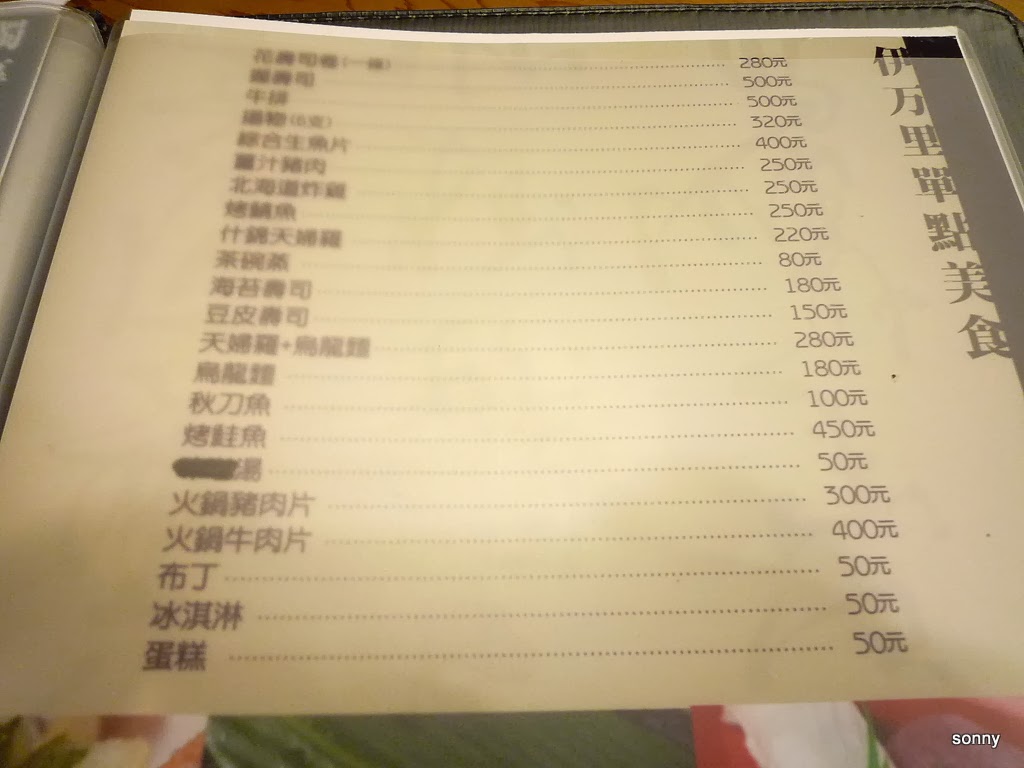 伊万里單點美食
花壽司卷(一條) 280元
握壽司 500元
牛排 500元
(6支) 320元
綜合生魚片 400元
薑汁豬肉 250元
北海道炸雞 250元
烤鯖魚 250元
什錦天婦羅 220元
茶碗蒸 80元
海苔壽司 180元
豆皮壽司 150元
天婦羅+烏龍麵 280元
烏龍麵 180元
秋刀魚 100元
烤鮭魚 450元
湯 50元
火鍋豬肉片 300元
火鍋牛肉片 400元
布丁 50元
冰淇淋 50元
蛋糕 50元
sonny